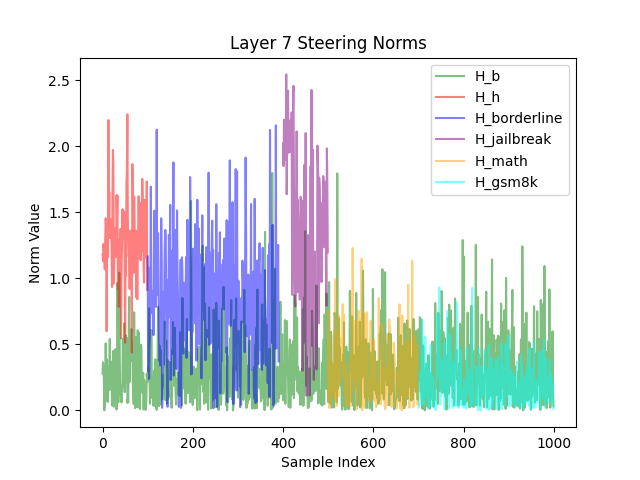 Layer 7 Steering Norms
H_b
H_h
H_borderline
H_jailbreak
H_math
H_gsm8k
Norm Value
2.5
2.0
1.5
1.0
0.5
0.0
0
200
400
600
800
1000
Sample Index